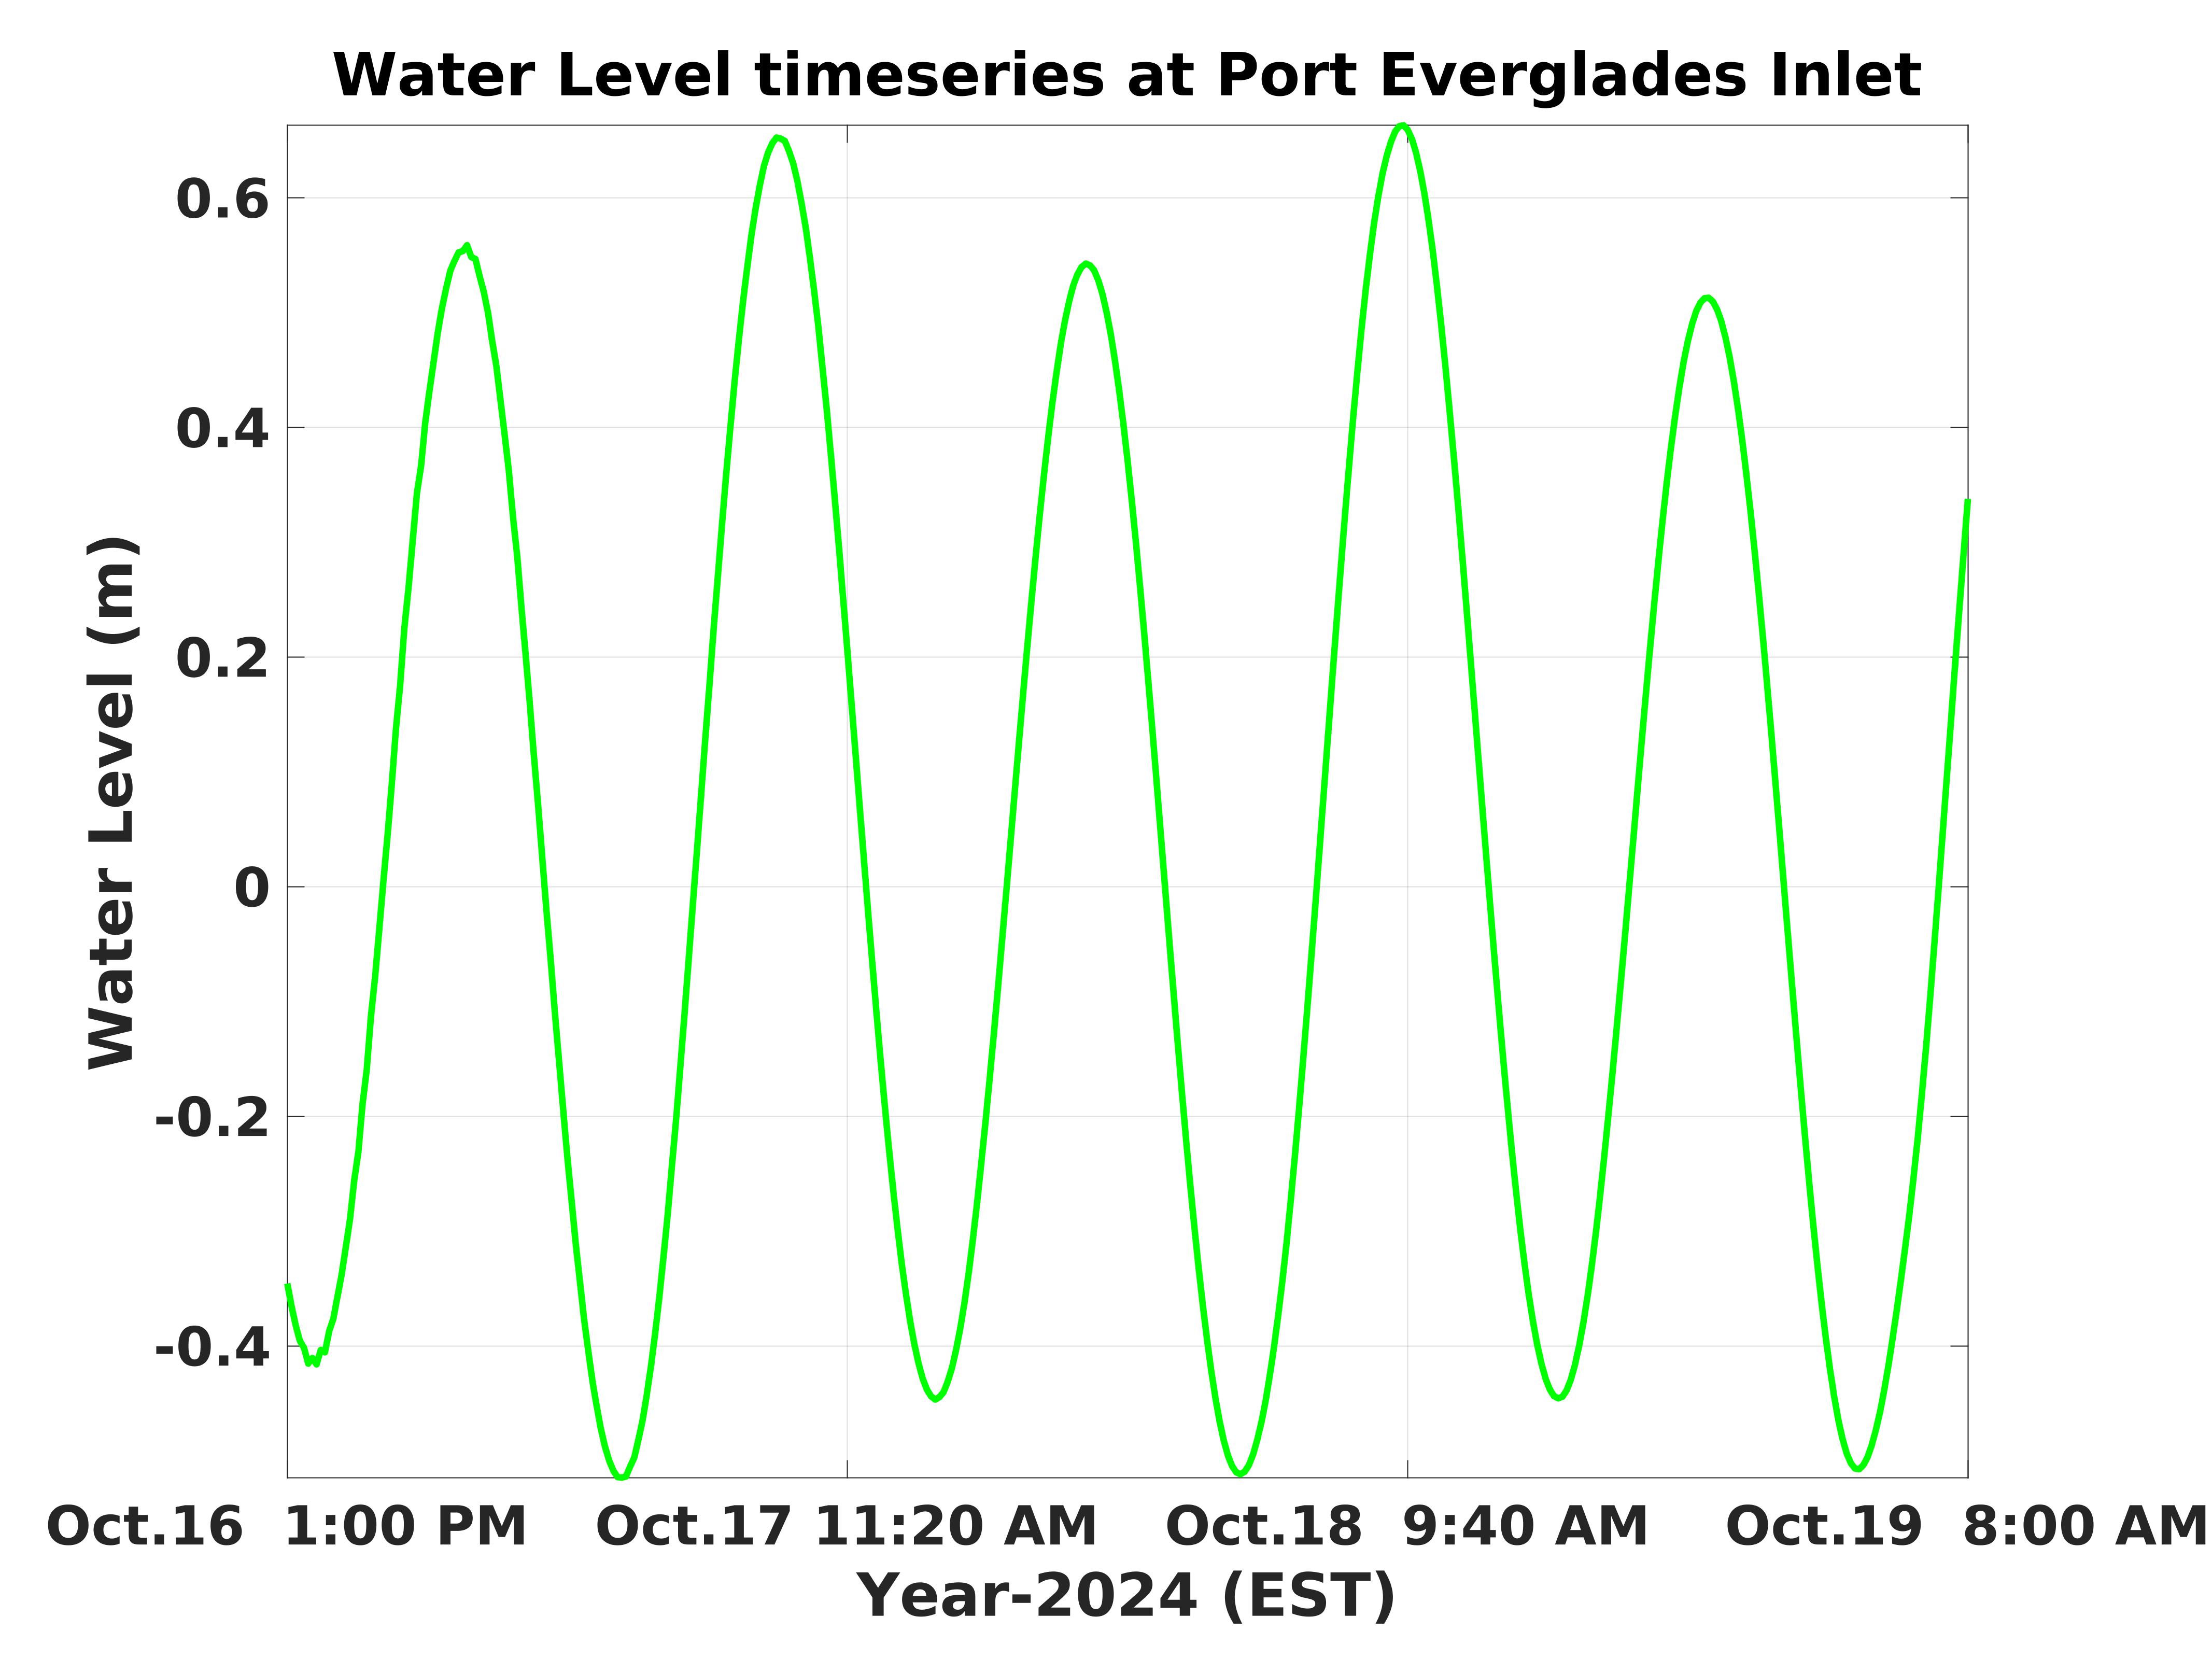 Water Level timeseries at Port Everglades Inlet
0.6
0.4
0.2
0
-0.2
-0.4
Water Level (m)
Oct.16 1:00 PM
Oct.17 11:20 AM
Oct.18 9:40 AM
Oct.19 8:00 AM
Year-2024 (EST)